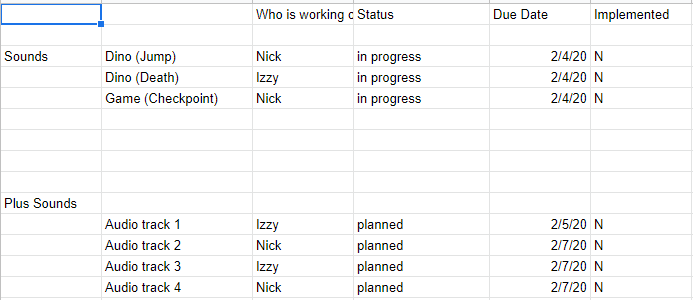 Who is working o Status Due Date Implemented
Sounds Dino (Jump) Nick in progress 2/4/20 N
Dino (Death) Izzy in progress 2/4/20 N
Game (Checkpoint) Nick in progress 2/4/20 N
Plus Sounds
Audio track 1 Izzy planned 2/5/20 N
Audio track 2 Nick planned 2/7/20 N
Audio track 3 Izzy planned 2/7/20 N
Audio track 4 Nick planned 2/7/20 N